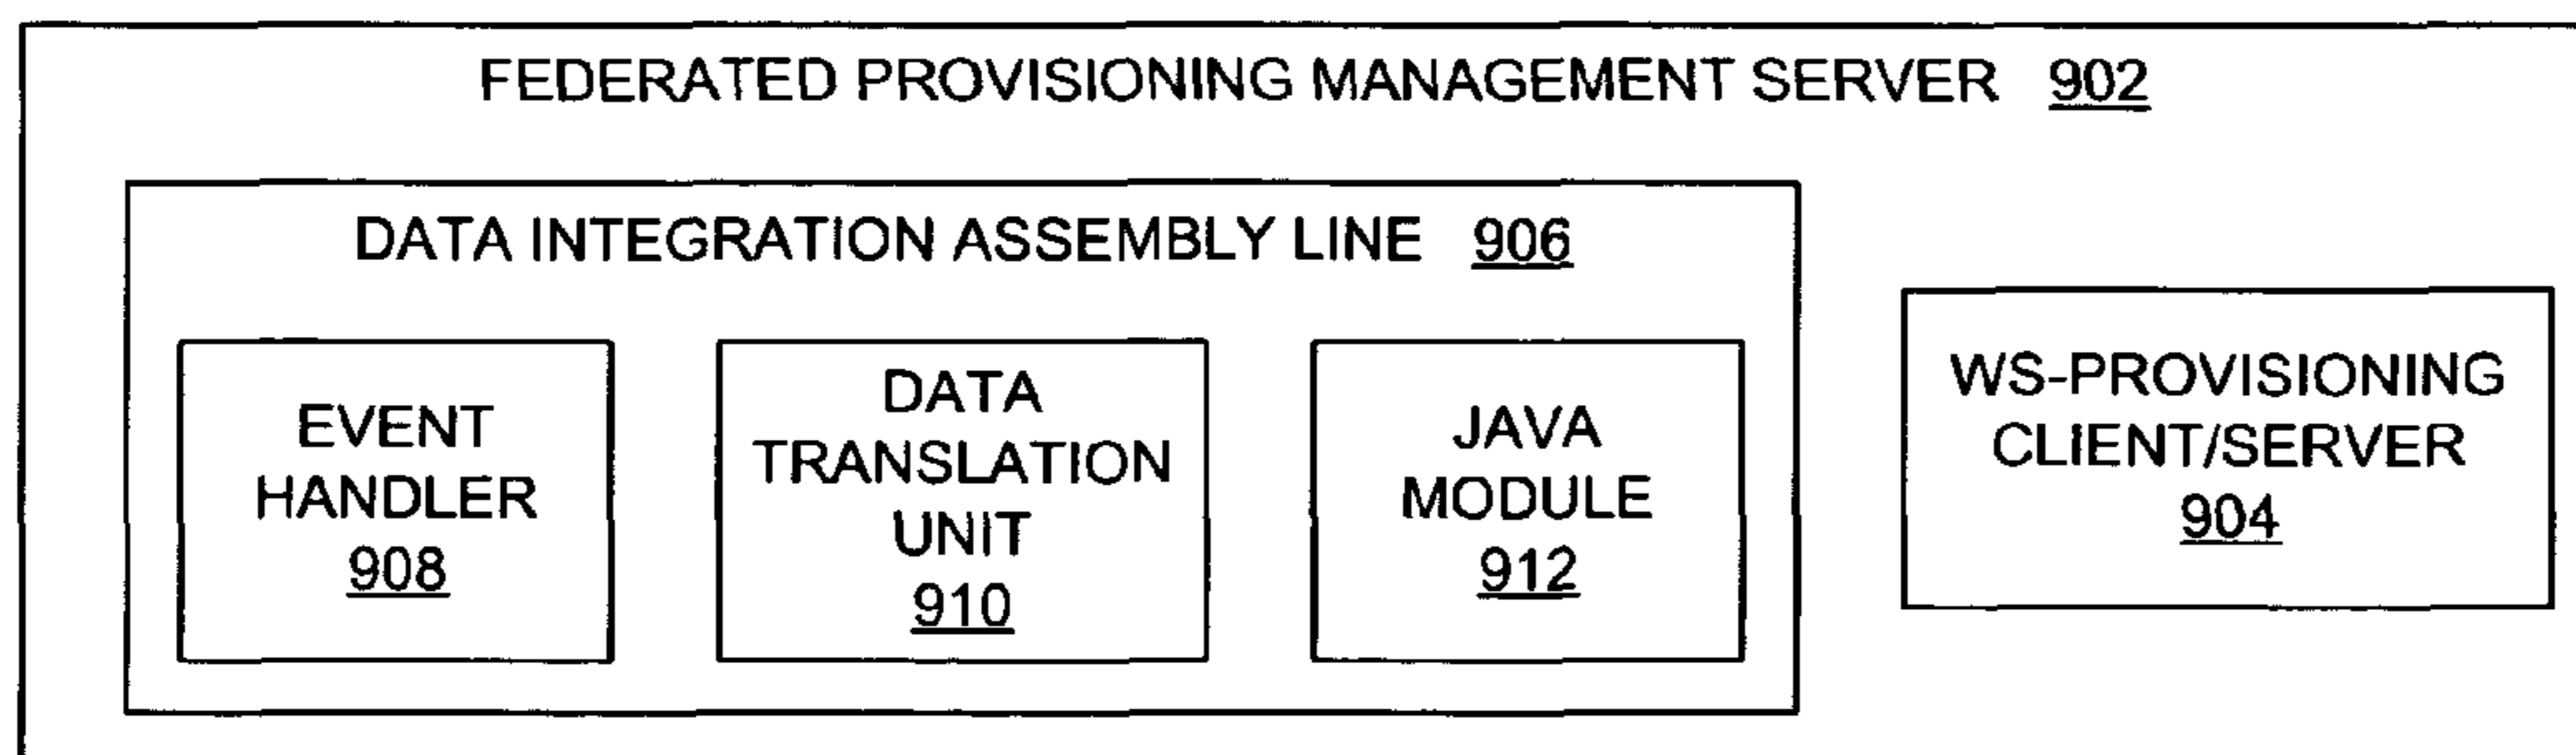 FEDERATED PROVISIONING MANAGEMENT SERVER 902
DATA INTEGRATION ASSEMBLY LINE 906
EVENT
HANDLER
908
DATA
TRANSLATION
UNIT
910
JAVA
MODULE
912
WS-PROVISIONING
CLIENT/SERVER
904